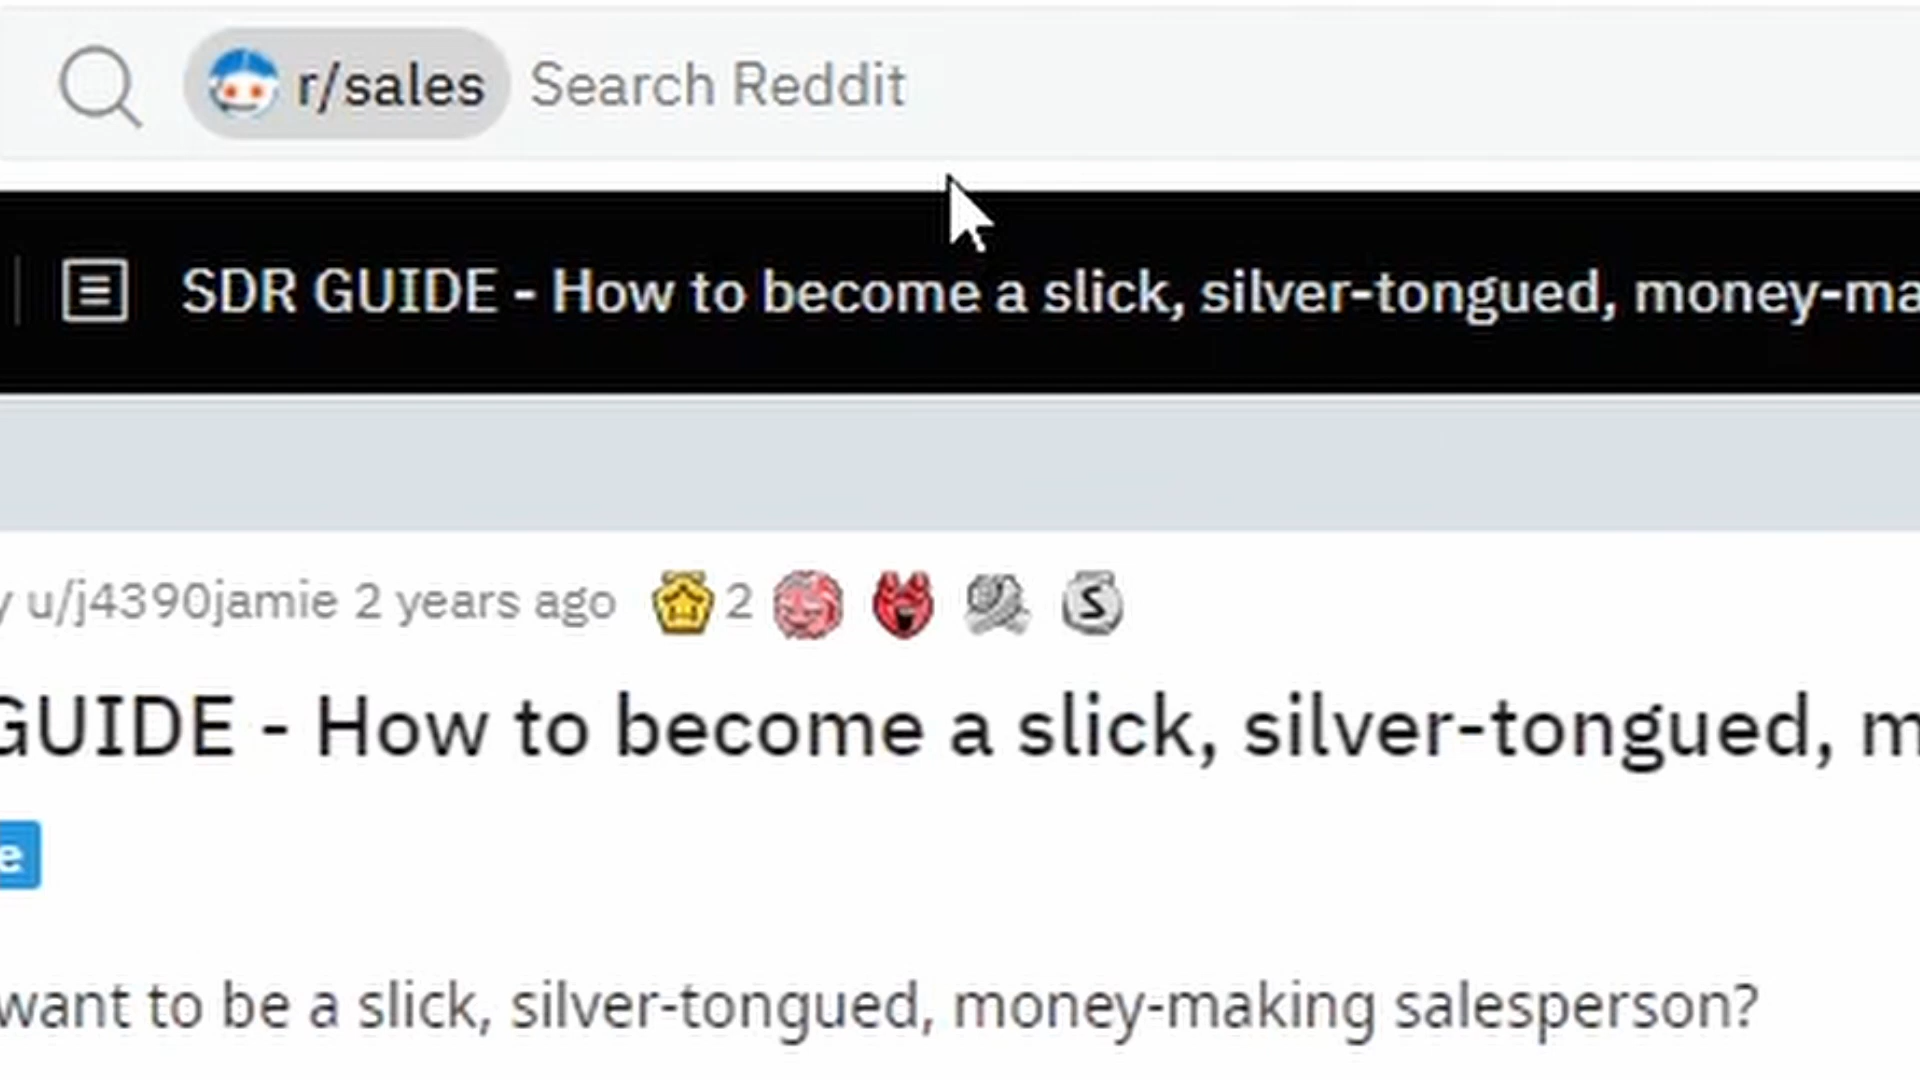 r/sales Search Reddit
SDR GUIDE - How to become a slick, silver-tongued, money-ma
y u/j4390jamie 2 years ago 2
GUIDE - How to become a slick, silver-tongued, m
e
want to be a slick, silver-tongued, money-making salesperson?